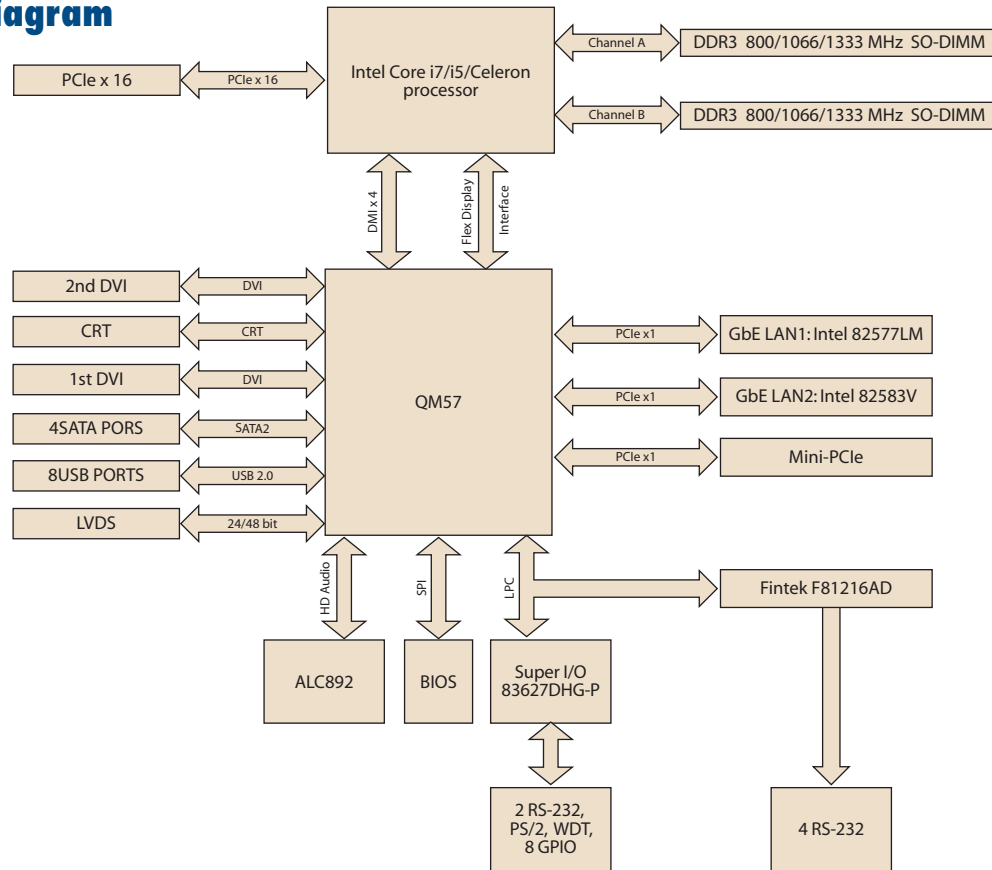 iagram
PCIe x 16
PCIe x 16
Intel Core i7/i5/Celeron
processor
Channel A
DDR3 800/1066/1333 MHz SO-DIMM
Channel B
DDR3 800/1066/1333 MHz SO-DIMM
DMI x 4
Flex Display
Interface
2nd DVI
DVI
CRT
CRT
1st DVI
DVI
4SATA PORS
SATA2
8USB PORTS
USB 2.0
LVDS
24/48 bit
QM57
PCIe x1
GbE LAN1: Intel 82577LM
PCIe x1
GbE LAN2: Intel 82583V
PCIe x1
Mini-PCIe
HD Audio
SPI
LPC
Fintek F81216AD
ALC892
BIOS
Super I/O
83627DHG-P
2 RS-232,
PS/2, WDT,
8 GPIO
4 RS-232